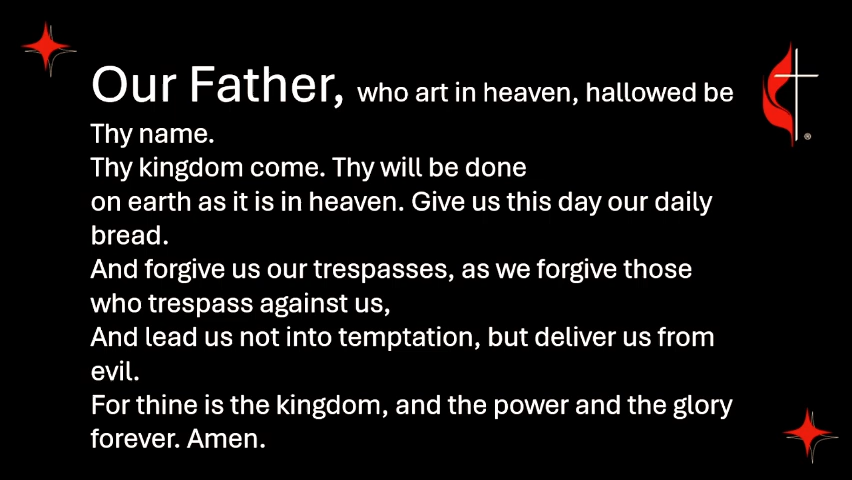 Our Father, who art in heaven, hallowed be
Thy name.
Thy kingdom come. Thy will be done
on earth as it is in heaven. Give us this day our daily
bread.
And forgive us our trespasses, as we forgive those
who trespass against us,
And lead us not into temptation, but deliver us from
evil.
For thine is the kingdom, and the power and the glory
forever. Amen.
®